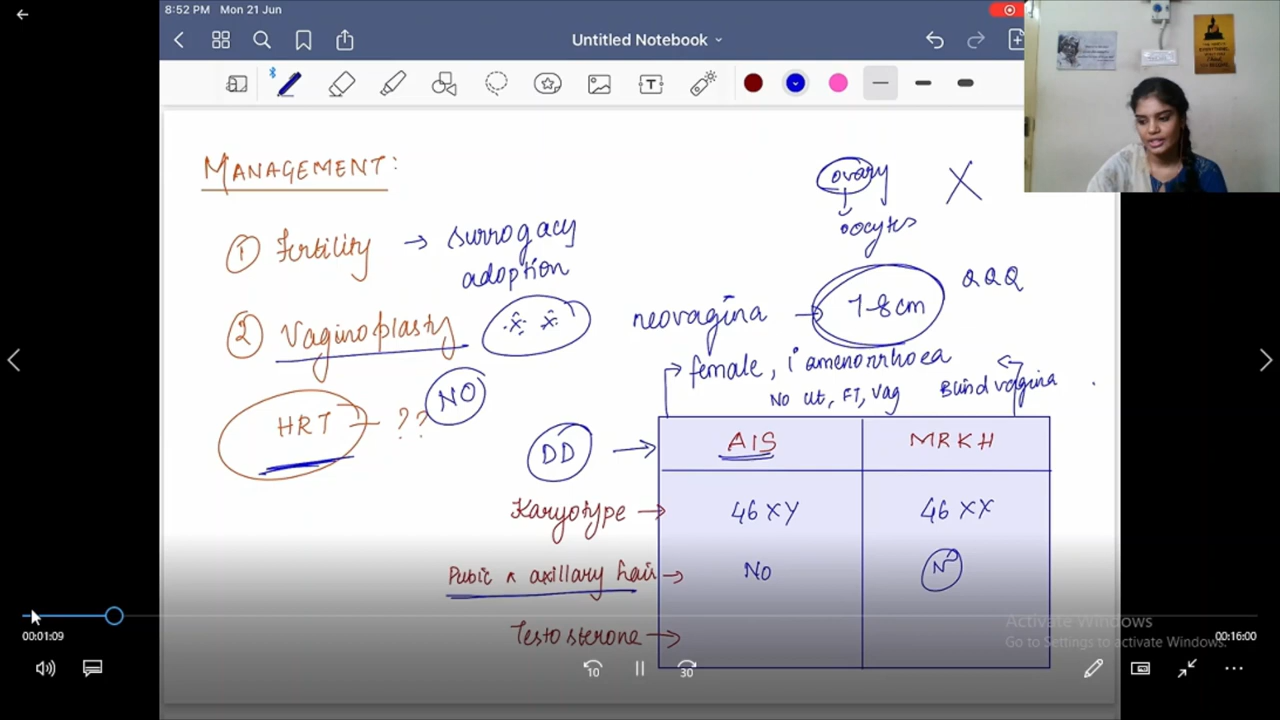 8:52 PM Mon 21 Jun
Untitled Notebook
MANAGEMENT:
ovary X
oocytes
① Fertility → surrogacy
adoption
② Vaginoplasty
neovagina → 7-8cm
female, i amenorrhoea
No ut, FT, Vag
Blind vagina
HRT ?? NO
DD → AIS MRKH
Karyotype → 46 XY 46 XX
Pubic & axillary hair → NO N
Testosterone →
Activate Windows
Go to Settings to activate Windows.
00:01:09
00:16:00
10 30